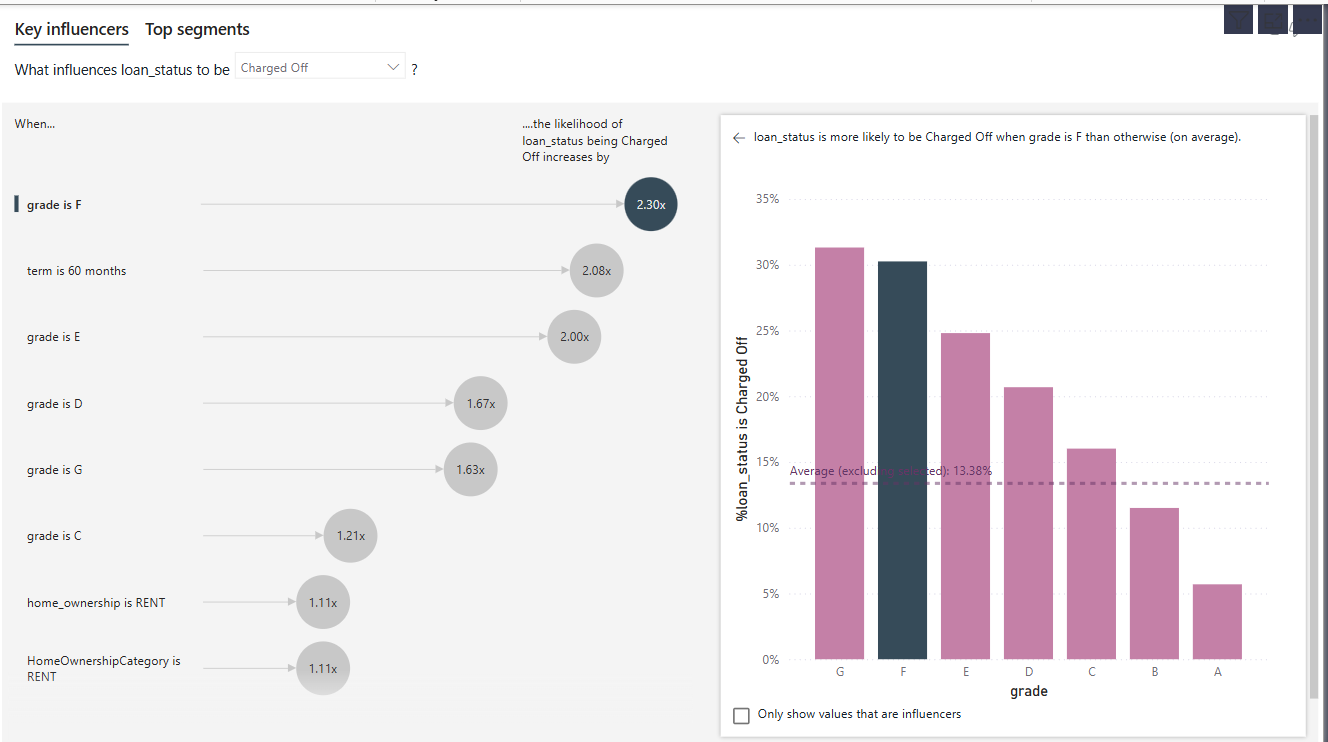 Key influencers Top segments
What influences loan_status to be Charged Off ?
When...
....the likelihood of
loan_status being Charged
Off increases by
grade is F 2.30x
term is 60 months 2.08x
grade is E 2.00x
grade is D 1.67x
grade is G 1.63x
grade is C 1.21x
home_ownership is RENT 1.11x
HomeOwnershipCategory is
RENT 1.11x
loan_status is more likely to be Charged Off when grade is F than otherwise (on average).
%loan_status is Charged Off
35%
30%
25%
20%
15%
Average (excluding selected): 13.38%
10%
5%
0%
G F E D C B A
grade
Only show values that are influencers